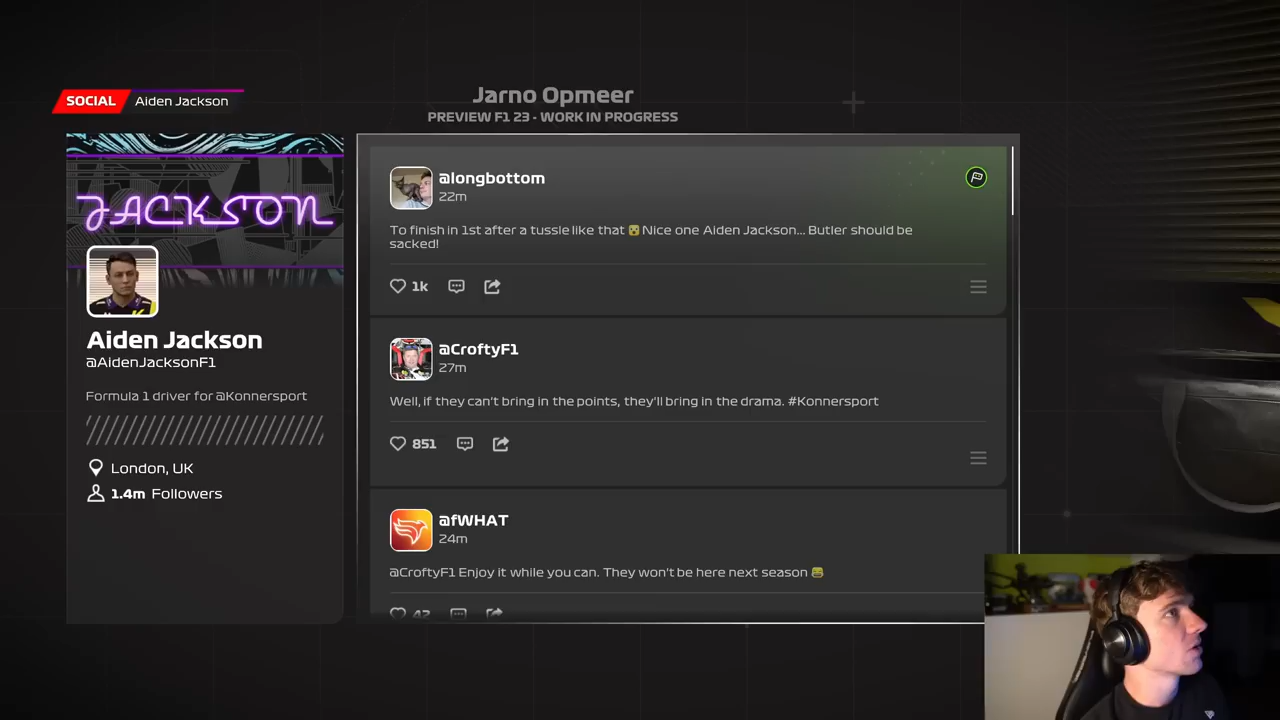 SOCIAL Aiden Jackson
Jarno Opmeer
PREVIEW F1 23 - WORK IN PROGRESS
JACKSON
Aiden Jackson
@AidenJacksonF1
Formula 1 driver for @Konnersport
London, UK
1.4m Followers
@longbottom
22m
To finish in 1st after a tussle like that 😲 Nice one Aiden Jackson... Butler should be
sacked!
1k
@CroftyF1
27m
Well, if they can't bring in the points, they'll bring in the drama. #Konnersport
851
@fWHAT
24m
@CroftyF1 Enjoy it while you can. They won't be here next season 😝
42